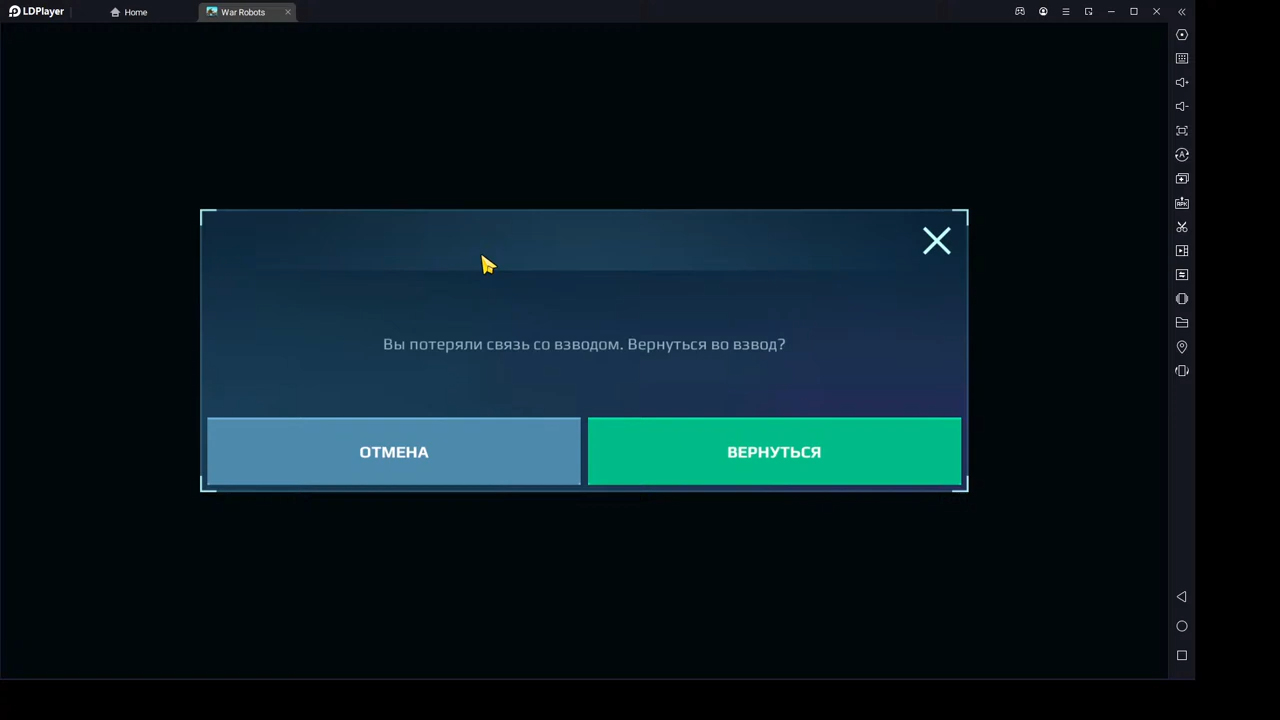 LDPlayer
Home
War Robots
Вы потеряли связь со взводом. Вернуться во взвод?
ОТМЕНА
ВЕРНУТЬСЯ